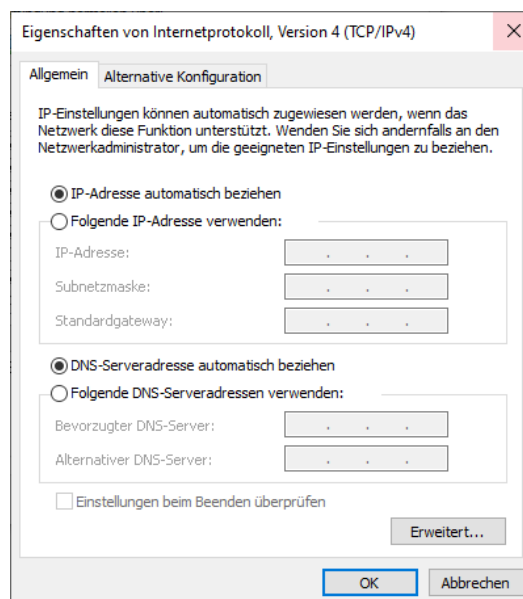 Eigenschaften von Internetprotokoll, Version 4 (TCP/IPv4)
Allgemein
Alternative Konfiguration
IP-Einstellungen können automatisch zugewiesen werden, wenn das
Netzwerk diese Funktion unterstützt. Wenden Sie sich andernfalls an den
Netzwerkadministrator, um die geeigneten IP-Einstellungen zu beziehen.
IP-Adresse automatisch beziehen
Folgende IP-Adresse verwenden:
IP-Adresse:
Subnetzmaske:
Standardgateway:
DNS-Serveradresse automatisch beziehen
Folgende DNS-Serveradressen verwenden:
Bevorzugter DNS-Server:
Alternativer DNS-Server:
Einstellungen beim Beenden überprüfen
Erweitert...
OK
Abbrechen